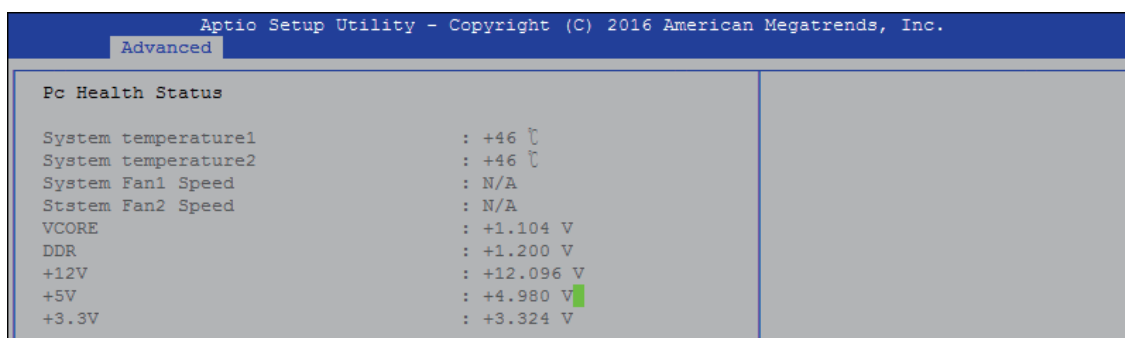 Aptio Setup Utility - Copyright (C) 2016 American Megatrends, Inc.
Advanced
Pc Health Status
System temperature1 : +46 ℃
System temperature2 : +46 ℃
System Fan1 Speed : N/A
Ststem Fan2 Speed : N/A
VCORE : +1.104 V
DDR : +1.200 V
+12V : +12.096 V
+5V : +4.980 V
+3.3V : +3.324 V